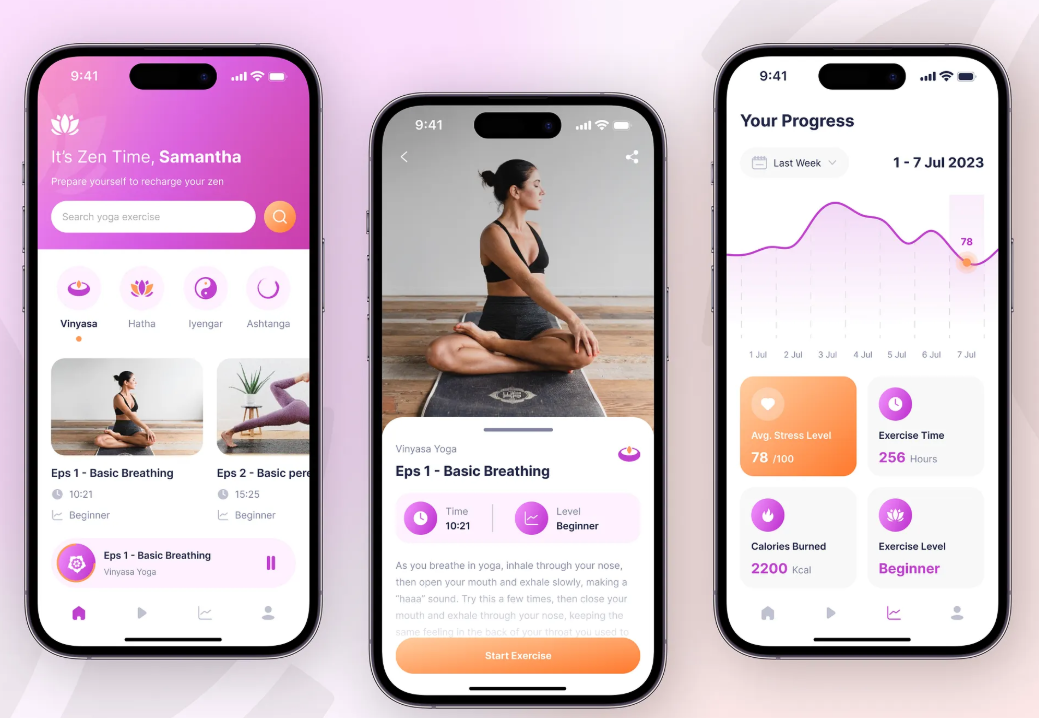 9:41
It's Zen Time, Samantha
Prepare yourself to recharge your zen
Search yoga exercise
Vinyasa
Hatha
Iyengar
Ashtanga
Eps 1 - Basic Breathing
10:21
Beginner
Eps 2 - Basic pere
15:25
Beginner
Eps 1 - Basic Breathing
Vinyasa Yoga
9:41
Vinyasa Yoga
Eps 1 - Basic Breathing
Time
10:21
Level
Beginner
As you breathe in yoga, inhale through your nose,
then open your mouth and exhale slowly, making a
"haaa" sound. Try this a few times, then close your
mouth and exhale through your nose, keeping the
same feeling in the back of your throat you used to
Start Exercise
9:41
Your Progress
Last Week
1 - 7 Jul 2023
78
1 Jul
2 Jul
3 Jul
4 Jul
5 Jul
6 Jul
7 Jul
Avg. Stress Level
78 /100
Exercise Time
256 Hours
Calories Burned
2200 Kcal
Exercise Level
Beginner